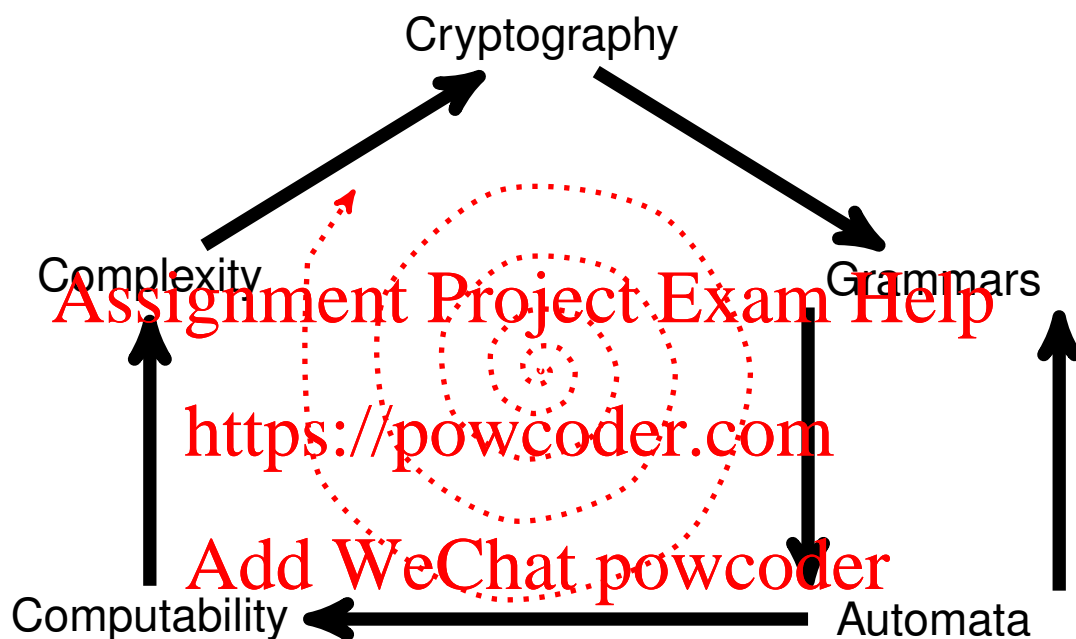 Cryptography
Complexity
Grammars
Assignment Project Exam Help
https://powcoder.com
Add WeChat powcoder
Computability
Automata